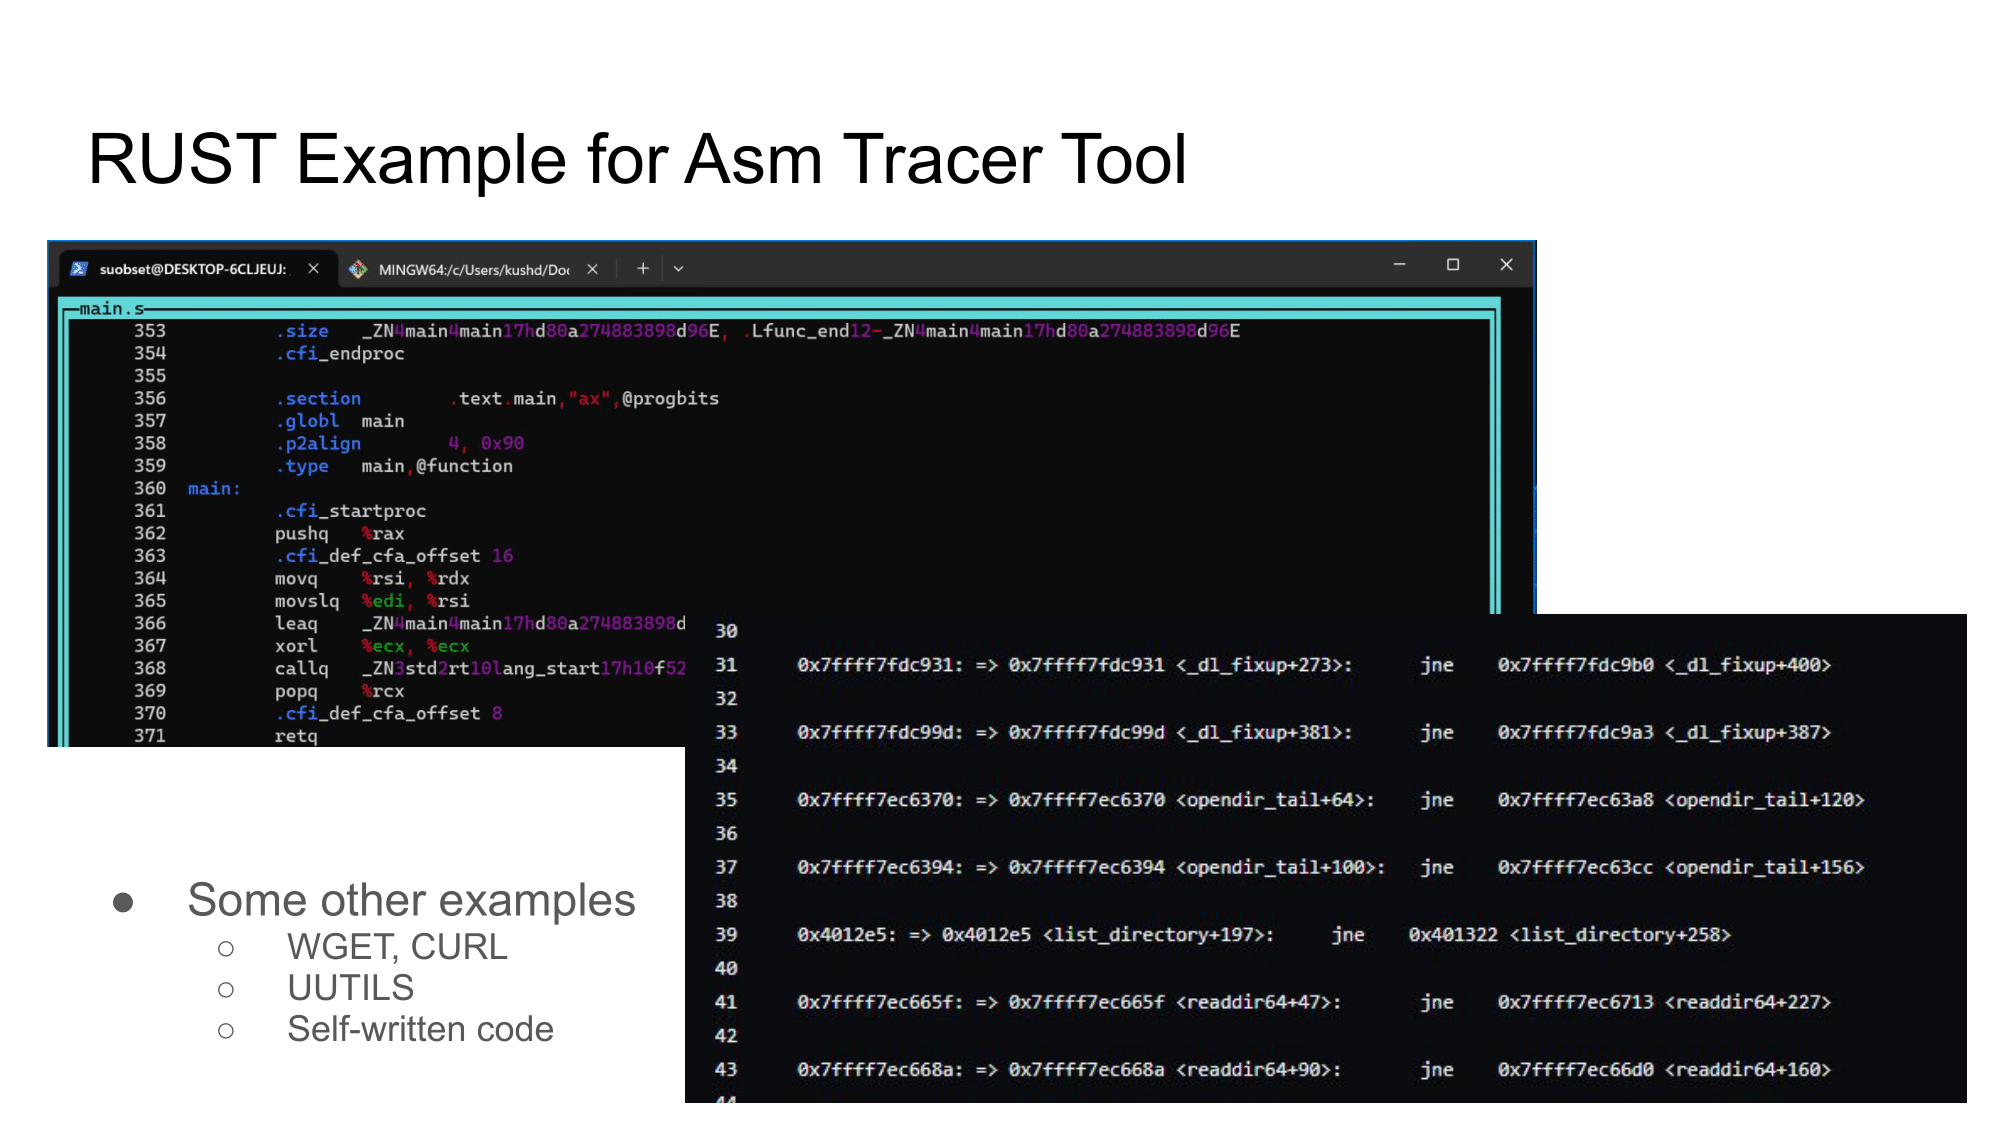 RUST Example for Asm Tracer Tool
suobset@DESKTOP-6CLJEUJ: MINGW64:/c/Users/kushd/Doc
main.s
353 .size _ZN4main4main17hd80a274883898d96E, .Lfunc_end12-_ZN4main4main17hd80a274883898d96E
354 .cfi_endproc
355
356 .section .text.main,"ax",@progbits
357 .globl main
358 .p2align 4, 0x90
359 .type main,@function
360 main:
361 .cfi_startproc
362 pushq %rax
363 .cfi_def_cfa_offset 16
364 movq %rsi, %rdx
365 movslq %edi, %rsi
366 leaq _ZN4main4main17hd80a274883898d
367 xorl %ecx, %ecx
368 callq _ZN3std2rt10lang_start17h10f52
369 popq %rcx
370 .cfi_def_cfa_offset 8
371 retq
30
31 0x7ffff7fdc931: => 0x7ffff7fdc931 <_dl_fixup+273>: jne 0x7ffff7fdc9b0 <_dl_fixup+400>
32
33 0x7ffff7fdc99d: => 0x7ffff7fdc99d <_dl_fixup+381>: jne 0x7ffff7fdc9a3 <_dl_fixup+387>
34
35 0x7ffff7ec6370: => 0x7ffff7ec6370 <opendir_tail+64>: jne 0x7ffff7ec63a8 <opendir_tail+120>
36
37 0x7ffff7ec6394: => 0x7ffff7ec6394 <opendir_tail+100>: jne 0x7ffff7ec63cc <opendir_tail+156>
38
39 0x4012e5: => 0x4012e5 <list_directory+197>: jne 0x401322 <list_directory+258>
40
41 0x7ffff7ec665f: => 0x7ffff7ec665f <readdir64+47>: jne 0x7ffff7ec6713 <readdir64+227>
42
43 0x7ffff7ec668a: => 0x7ffff7ec668a <readdir64+90>: jne 0x7ffff7ec66d0 <readdir64+160>
44
● Some other examples
○ WGET, CURL
○ UUTILS
○ Self-written code